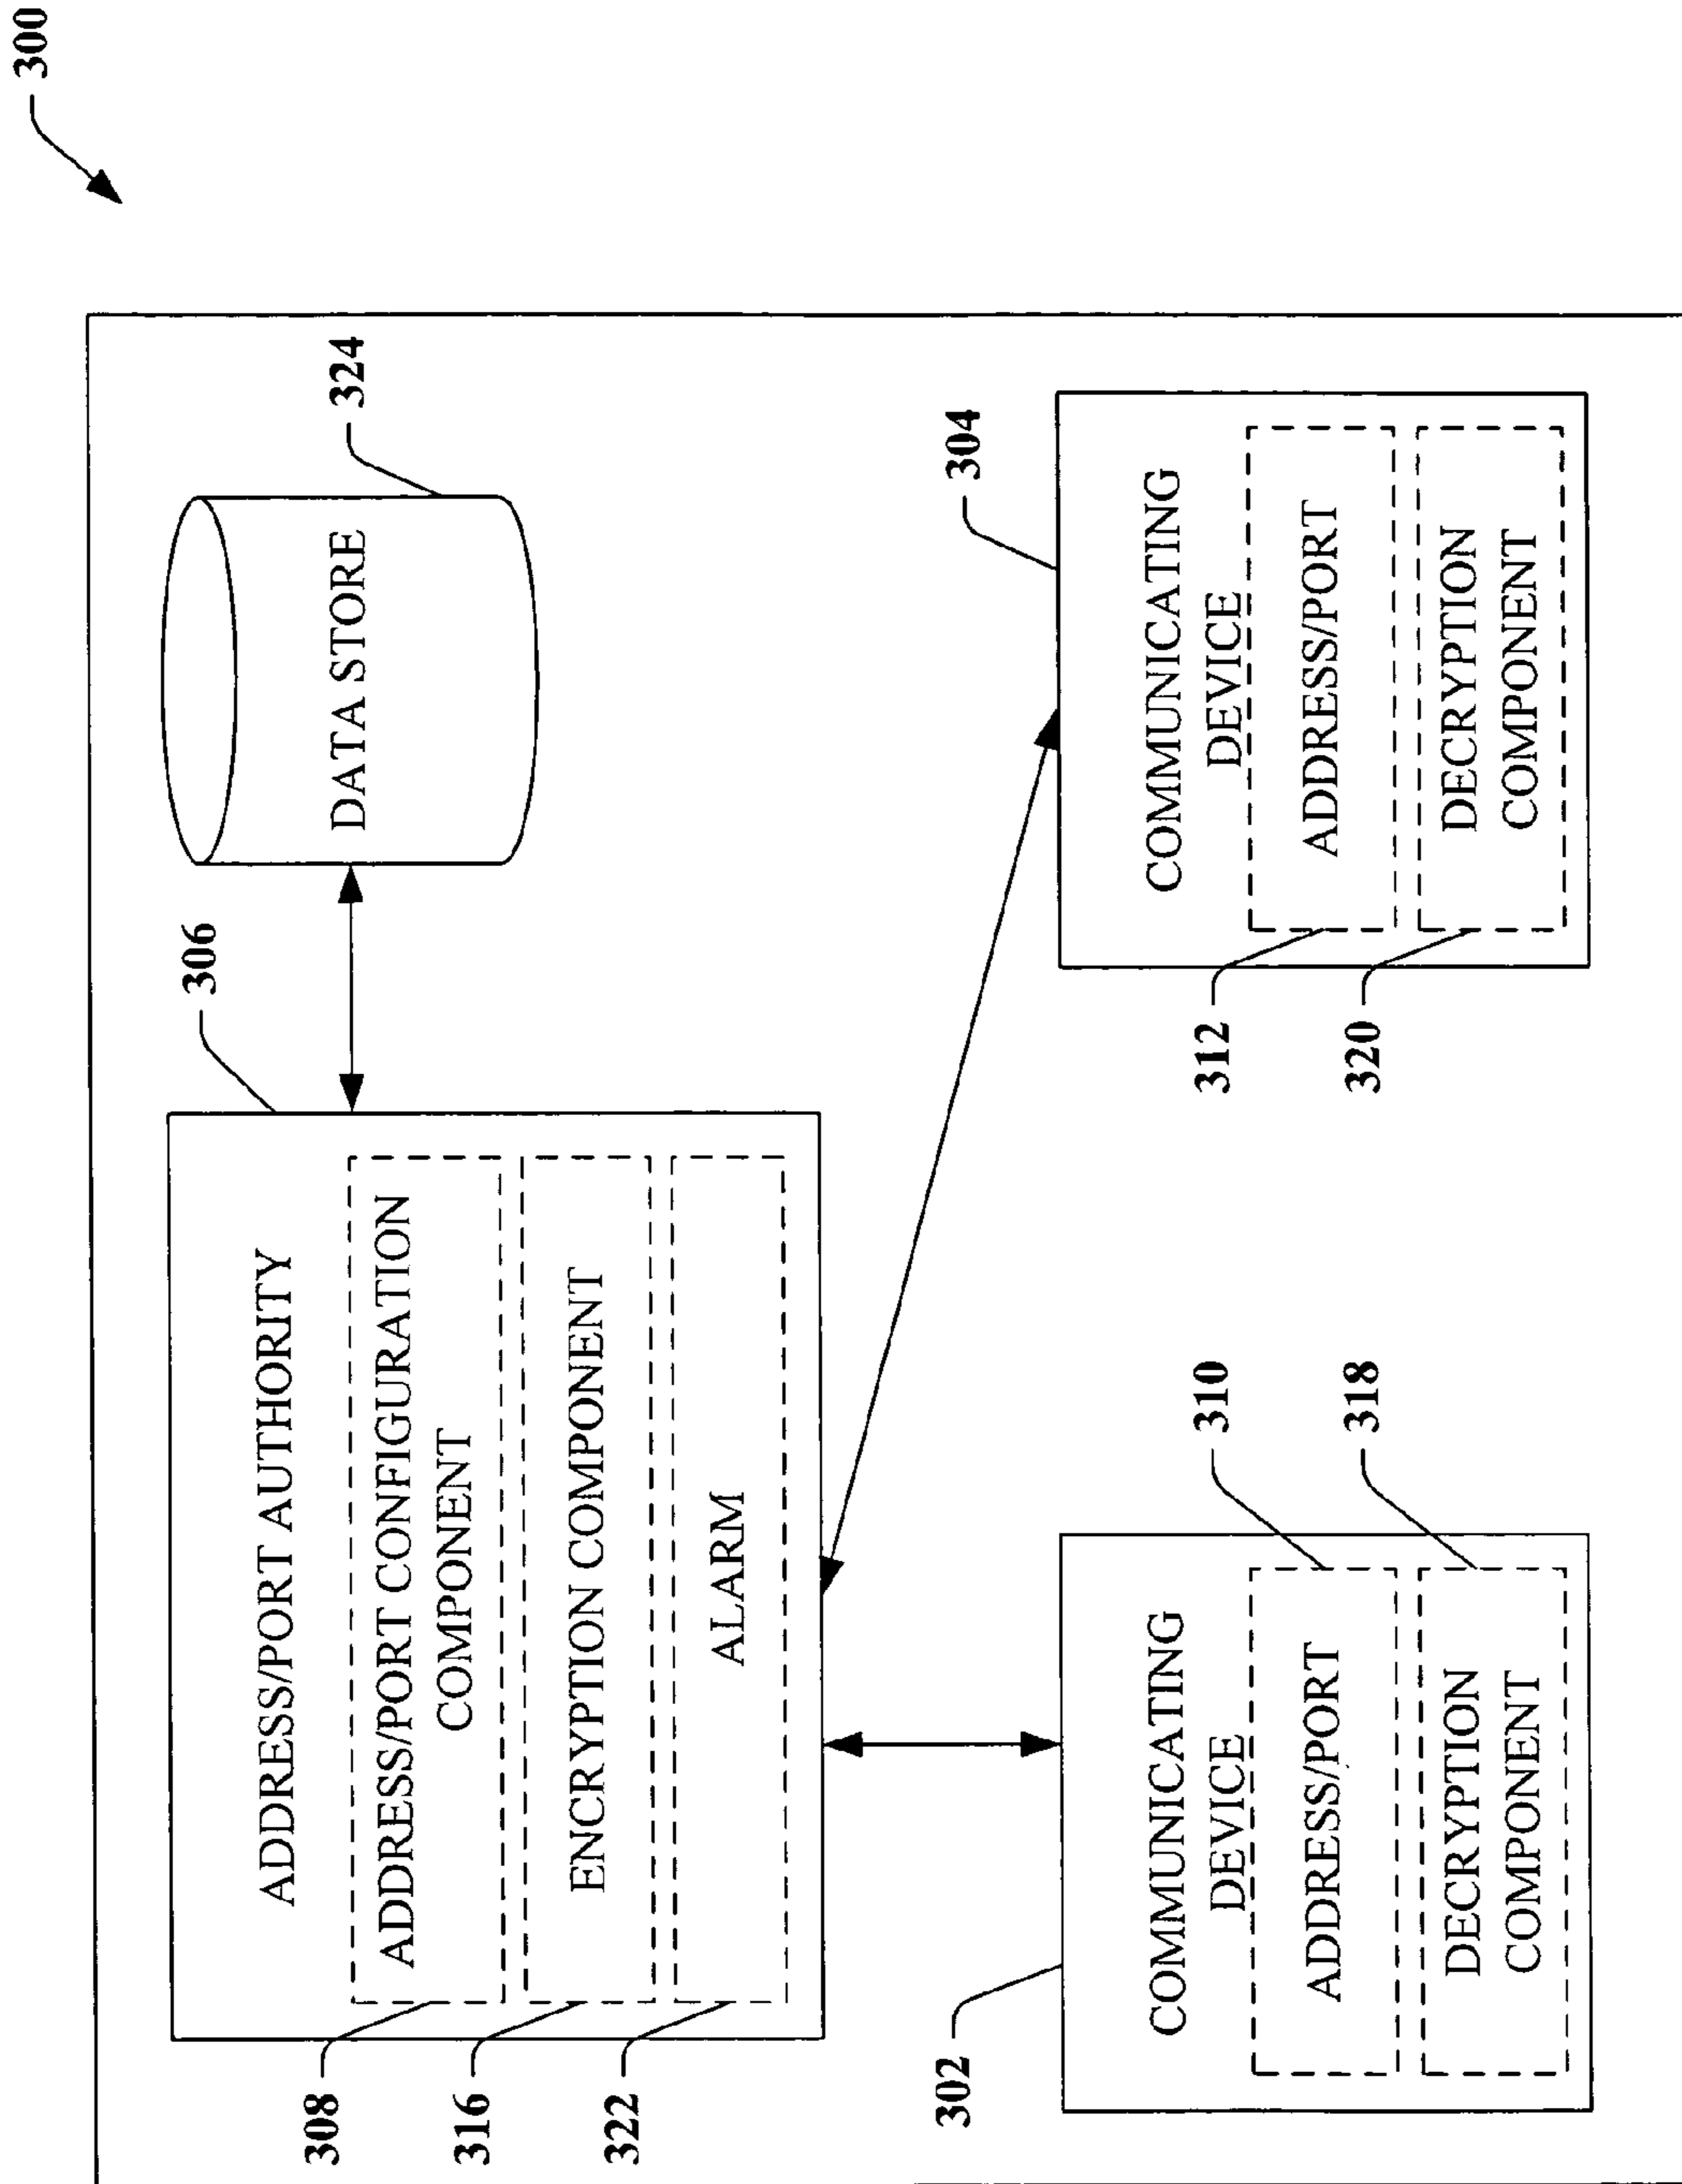 300
306
ADDRESS/PORT AUTHORITY
308
ADDRESS/PORT CONFIGURATION
COMPONENT
316
ENCRYPTION COMPONENT
322
ALARM
DATA STORE
324
302
COMMUNICATING
DEVICE
310
ADDRESS/PORT
318
DECRYPTION
COMPONENT
304
COMMUNICATING
DEVICE
312
ADDRESS/PORT
320
DECRYPTION
COMPONENT